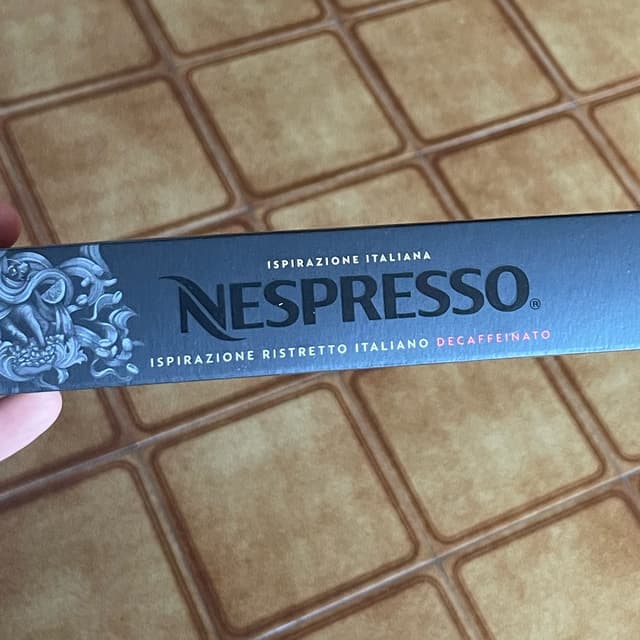 ISPIRAZIONE ITALIANA
NESPRESSO®
ISPIRAZIONE RISTRETTO ITALIANO DECAFFEINATO